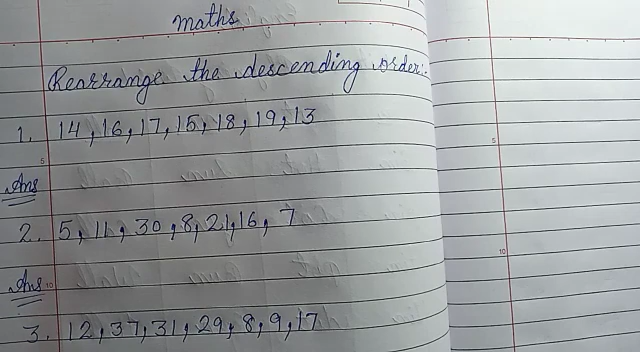 maths
Rearrange the descending order:
1. 14, 16, 17, 15, 18, 19, 13
Ans
2. 5, 11, 30, 8, 21, 16, 7
Ans
3. 12, 37, 31, 29, 8, 9, 17